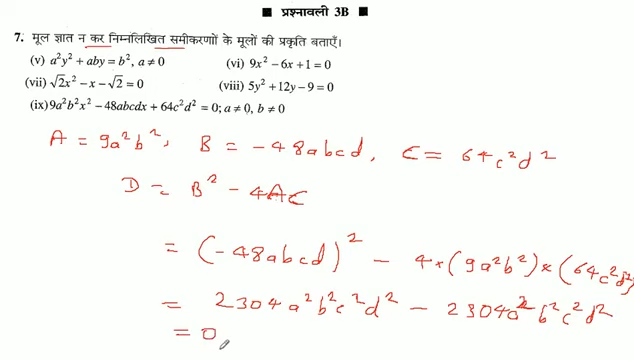 ■ प्रश्नावली 3B ■
7. मूल ज्ञात न कर निम्नलिखित समीकरणों के मूलों की प्रकृति बताएँ।
(v) a²y² + aby = b², a ≠ 0 (vi) 9x² − 6x + 1 = 0
(vii) √2x² − x − √2 = 0 (viii) 5y² + 12y − 9 = 0
(ix) 9a²b²x² − 48abcdx + 64c²d² = 0; a ≠ 0, b ≠ 0
A = 9a²b², B = −48abcd, C = 64c²d²
D = B² − 4AC
= (−48abcd)² − 4×(9a²b²)×(64c²d²)
= 2304a²b²c²d² − 2304a²b²c²d²
= 0